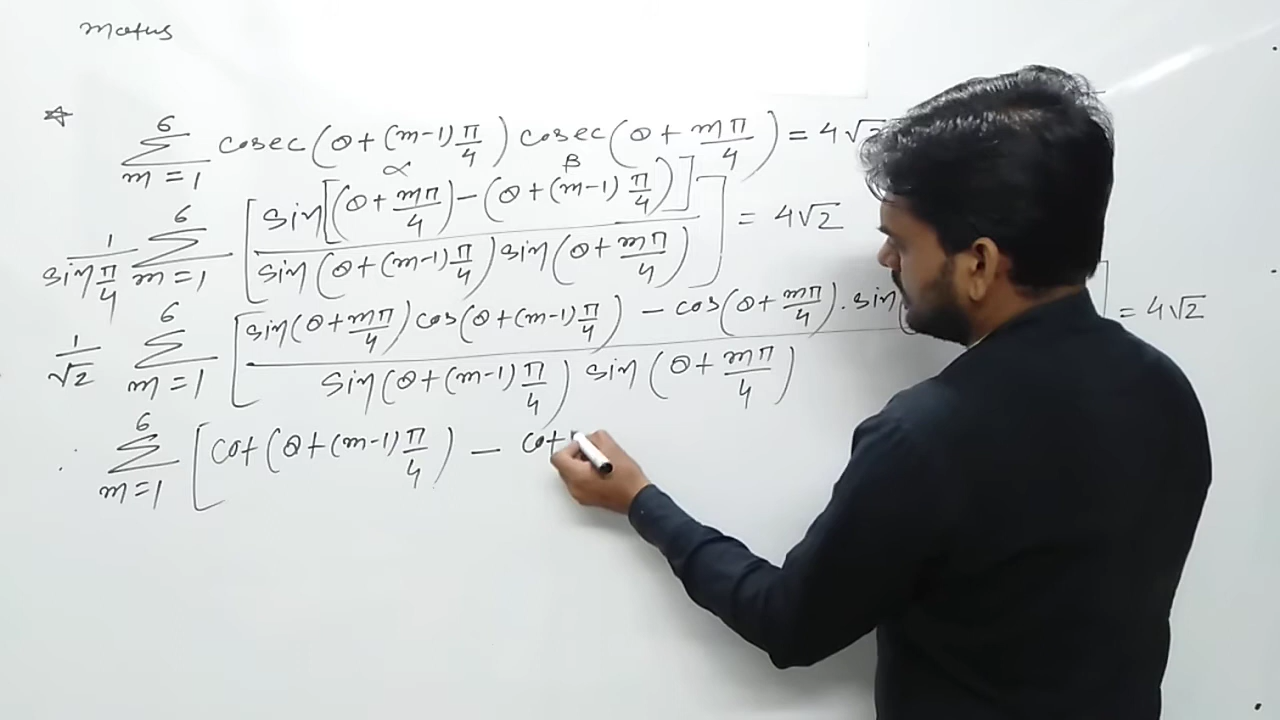 Matus
☆ ∑_{m=1}^{6} cosec(θ+(m-1)π/4) cosec(θ+mπ/4) = 4√2
α β
1/sin π/4 ∑_{m=1}^{6} [sin[(θ+mπ/4)-(θ+(m-1)π/4)] / sin(θ+(m-1)π/4) sin(θ+mπ/4)] = 4√2
1/√2 ∑_{m=1}^{6} [sin(θ+mπ/4) cos(θ+(m-1)π/4) - cos(θ+mπ/4).sin( / sin(θ+(m-1)π/4) sin(θ+mπ/4) ] = 4√2
∴ ∑_{m=1}^{6} [cot(θ+(m-1)π/4) - cot